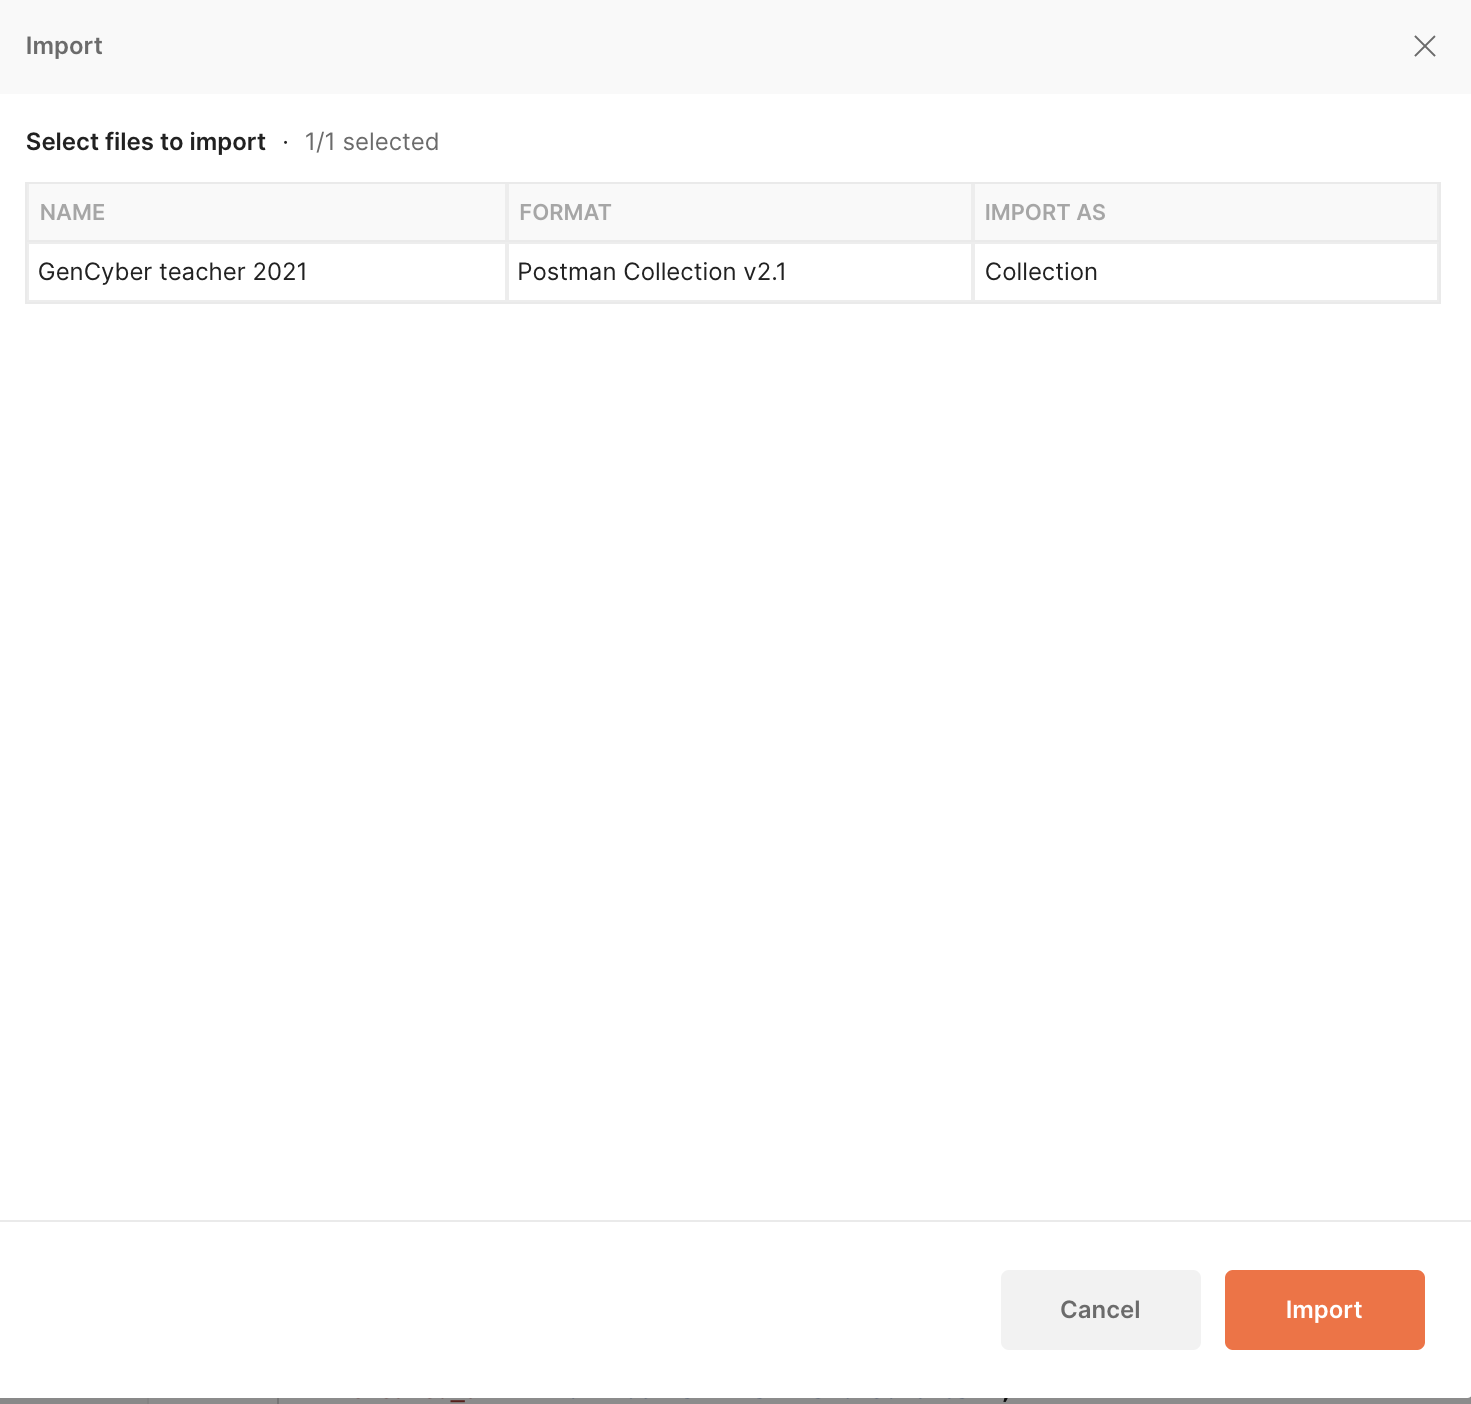 Import
Select files to import · 1/1 selected
NAME FORMAT IMPORT AS
GenCyber teacher 2021 Postman Collection v2.1 Collection
Cancel Import